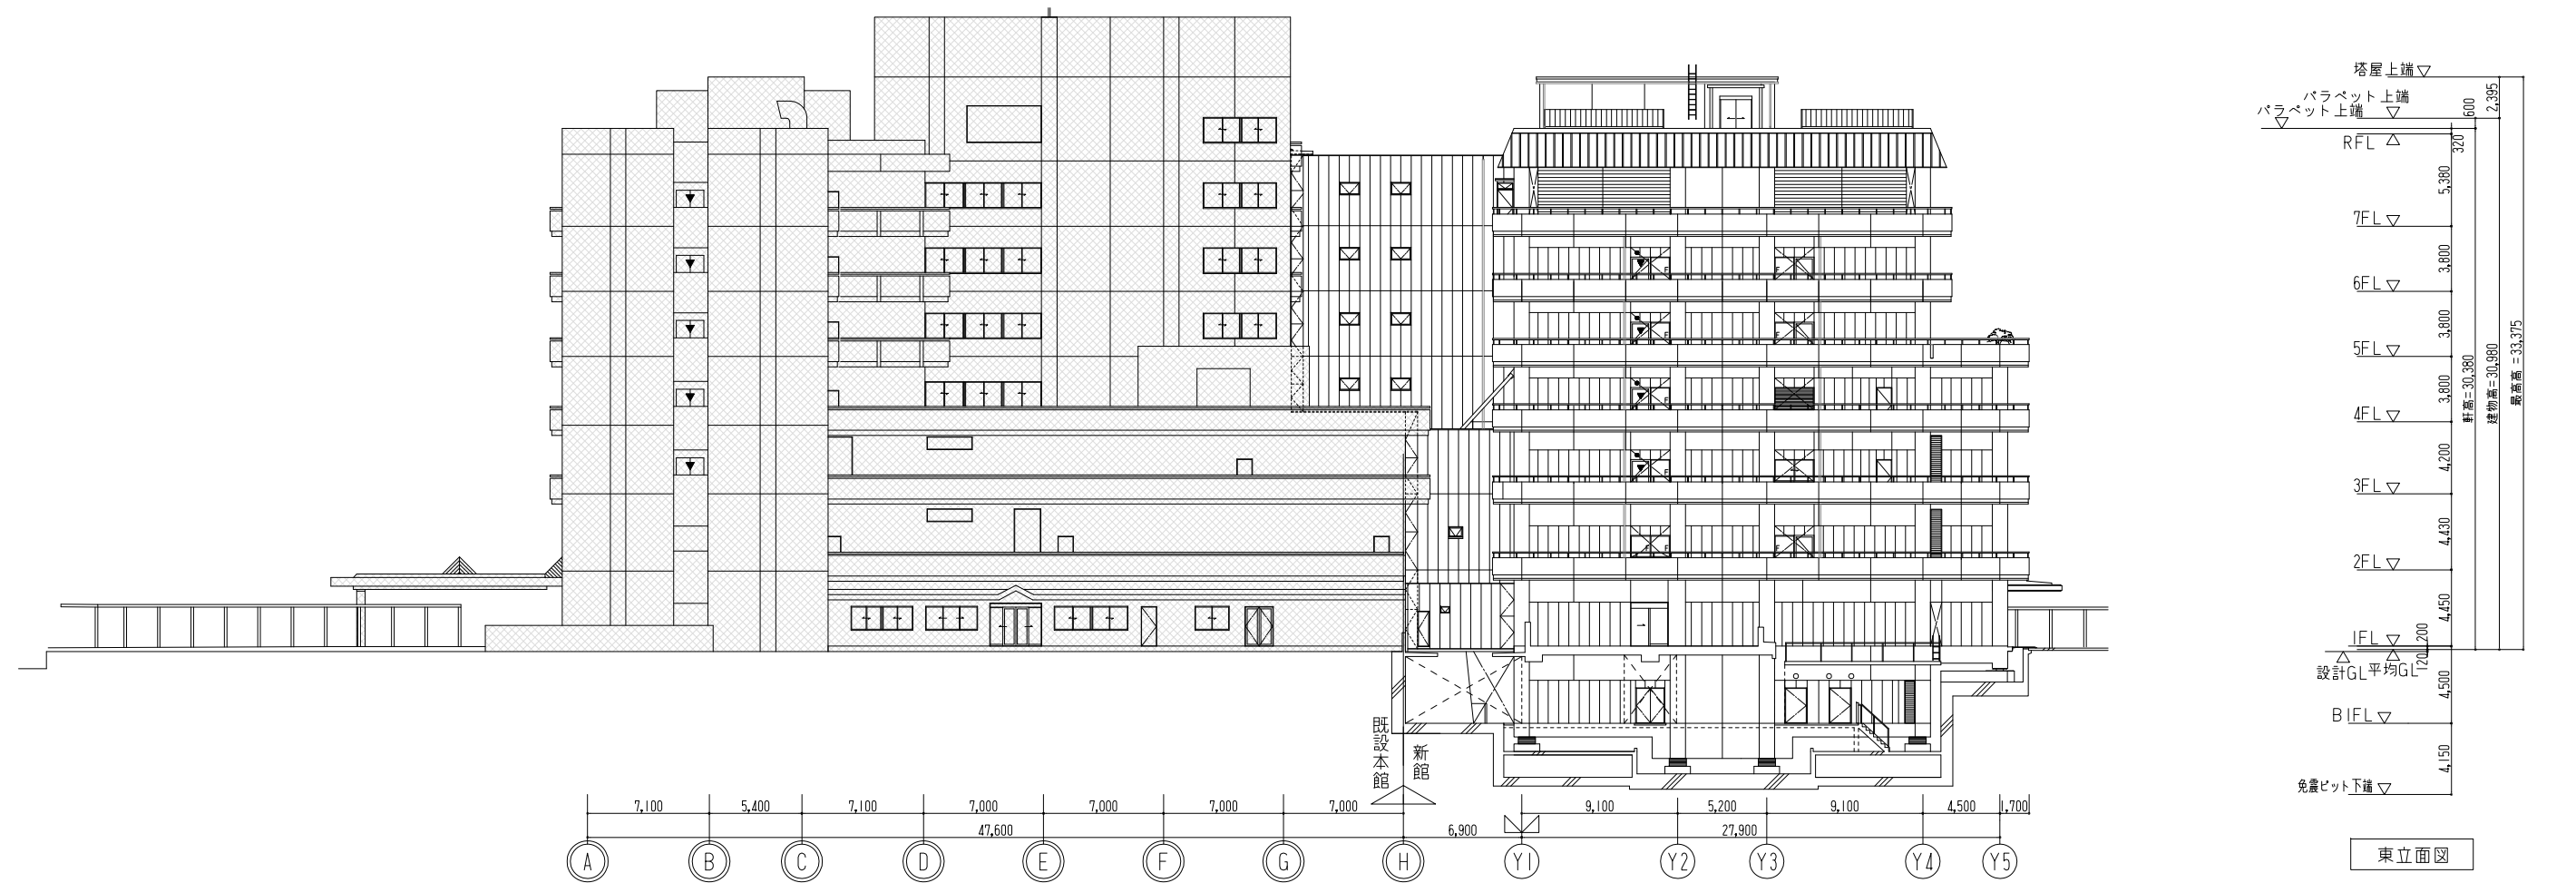 塔屋上端
パラペット上端
パラペット上端
RFL
7FL
6FL
5FL
4FL
3FL
2FL
1FL
設計GL
平均GL
B1FL
免震ピット下端
320
5,380
3,800
3,800
3,800
4,200
4,430
4,450
200
120
4,500
4,150
600
2,395
軒高=30,380
建物高=30,980
最高高=33,375
F
F
F
F
F
F
F
F
F
既設本館
新館
7,100
5,400
7,100
7,000
7,000
7,000
7,000
9,100
5,200
9,100
4,500
1,700
47,600
6,900
27,900
A
B
C
D
E
F
G
H
Y1
Y2
Y3
Y4
Y5
東立面図